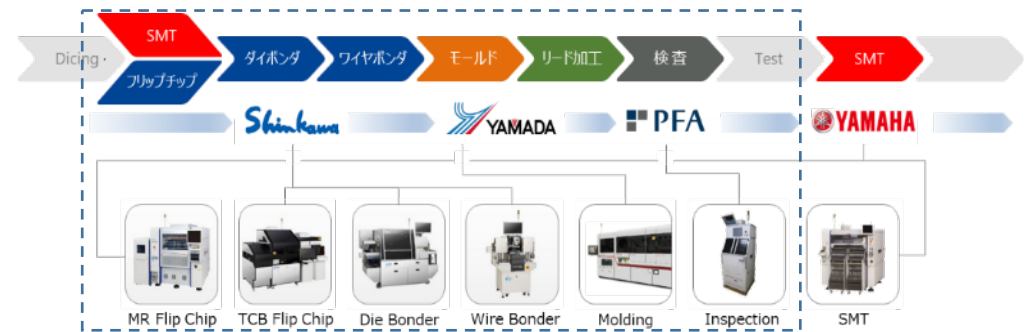 Dicing・
SMT
フリップチップ
ダイボンダ
ワイヤボンダ
モールド
リード加工
検査
Test
SMT
Shinkawa
YAMADA
PFA
YAMAHA
MR Flip Chip
TCB Flip Chip
Die Bonder
Wire Bonder
Molding
Inspection
SMT